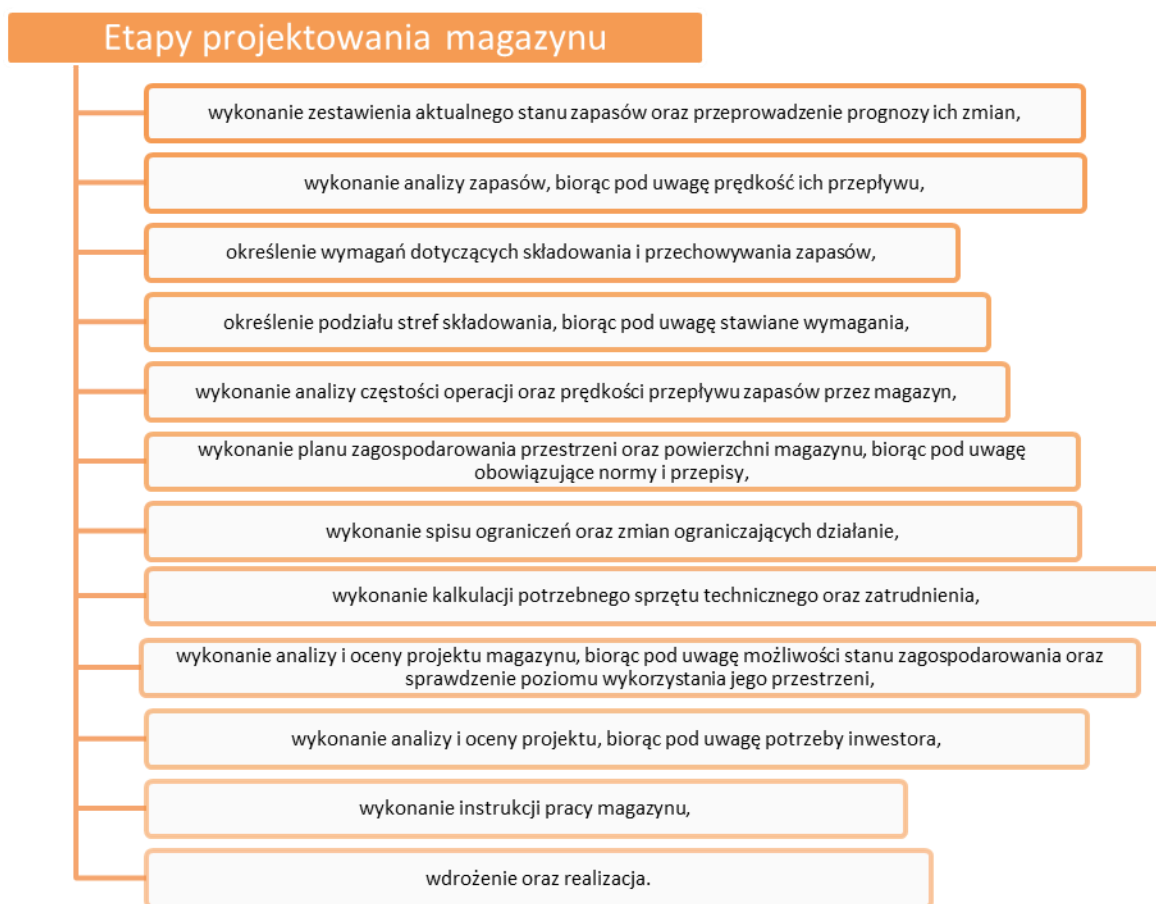 Etapy projektowania magazynu
wykonanie zestawienia aktualnego stanu zapasów oraz przeprowadzenie prognozy ich zmian,
wykonanie analizy zapasów, biorąc pod uwagę prędkość ich przepływu,
określenie wymagań dotyczących składowania i przechowywania zapasów,
określenie podziału stref składowania, biorąc pod uwagę stawiane wymagania,
wykonanie analizy częstości operacji oraz prędkości przepływu zapasów przez magazyn,
wykonanie planu zagospodarowania przestrzeni oraz powierzchni magazynu, biorąc pod uwagę
obowiązujące normy i przepisy,
wykonanie spisu ograniczeń oraz zmian ograniczających działanie,
wykonanie kalkulacji potrzebnego sprzętu technicznego oraz zatrudnienia,
wykonanie analizy i oceny projektu magazynu, biorąc pod uwagę możliwości stanu zagospodarowania oraz
sprawdzenie poziomu wykorzystania jego przestrzeni,
wykonanie analizy i oceny projektu, biorąc pod uwagę potrzeby inwestora,
wykonanie instrukcji pracy magazynu,
wdrożenie oraz realizacja.